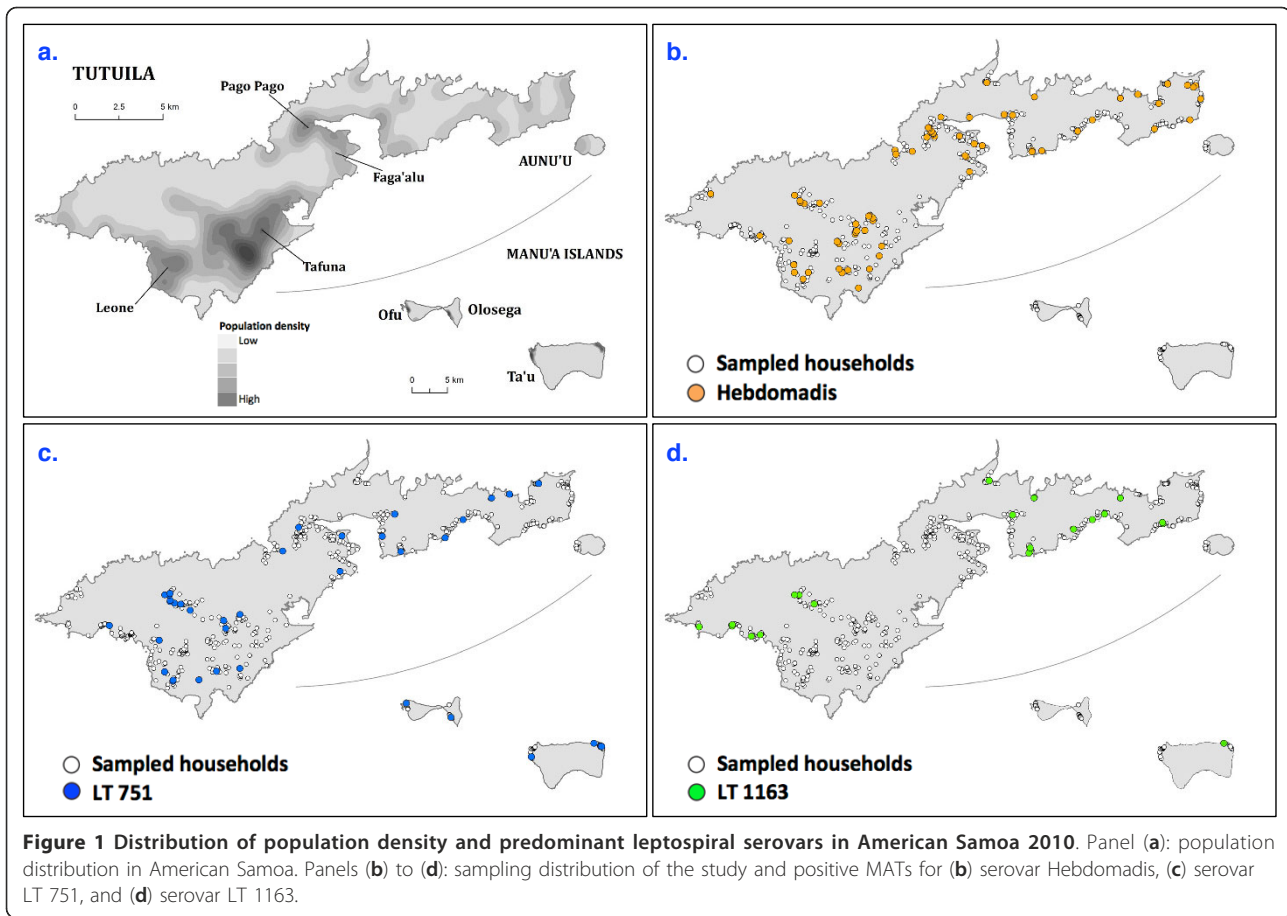 a.
TUTUILA
0 2.5 5 km
Pago Pago
Faga'alu
AUNU'U
Tafuna
MANU'A ISLANDS
Leone
Population density
Low
High
Ofu
Olosega
0 5 km
Ta'u
b.
Sampled households
Hebdomadis
c.
Sampled households
LT 751
d.
Sampled households
LT 1163
Figure 1 Distribution of population density and predominant leptospiral serovars in American Samoa 2010. Panel (a): population
distribution in American Samoa. Panels (b) to (d): sampling distribution of the study and positive MATs for (b) serovar Hebdomadis, (c) serovar
LT 751, and (d) serovar LT 1163.